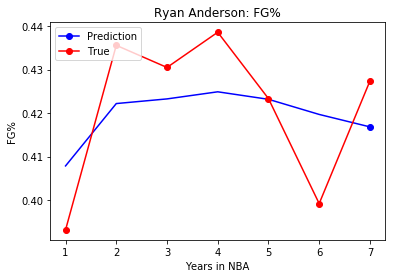 Ryan Anderson: FG%
Prediction
True
FG%
0.44
0.43
0.42
0.41
0.40
1 2 3 4 5 6 7
Years in NBA